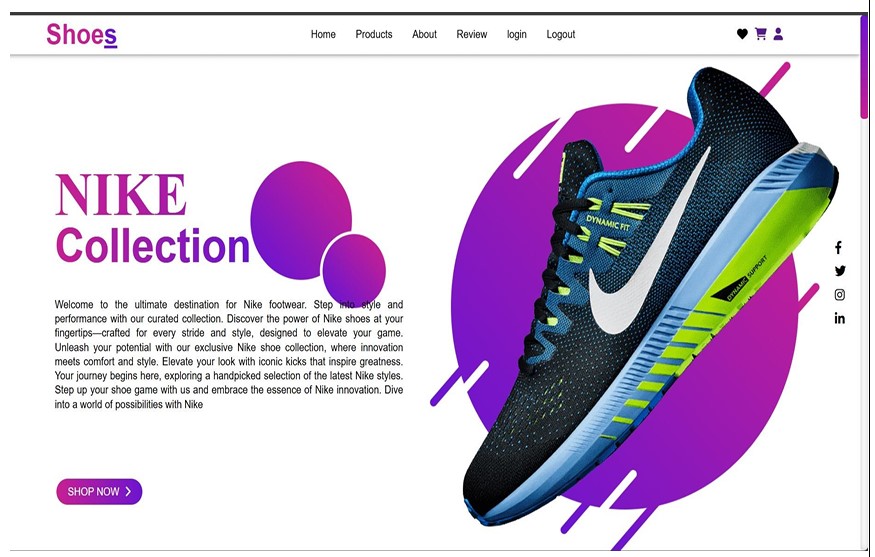 Shoes
Home Products About Review login Logout
NIKE
Collection
Welcome to the ultimate destination for Nike footwear. Step into style and
performance with our curated collection. Discover the power of Nike shoes at your
fingertips—crafted for every stride and style, designed to elevate your game.
Unleash your potential with our exclusive Nike shoe collection, where innovation
meets comfort and style. Elevate your look with iconic kicks that inspire greatness.
Your journey begins here, exploring a handpicked selection of the latest Nike styles.
Step up your shoe game with us and embrace the essence of Nike innovation. Dive
into a world of possibilities with Nike
SHOP NOW
DYNAMIC FIT
DYNAMIC SUPPORT